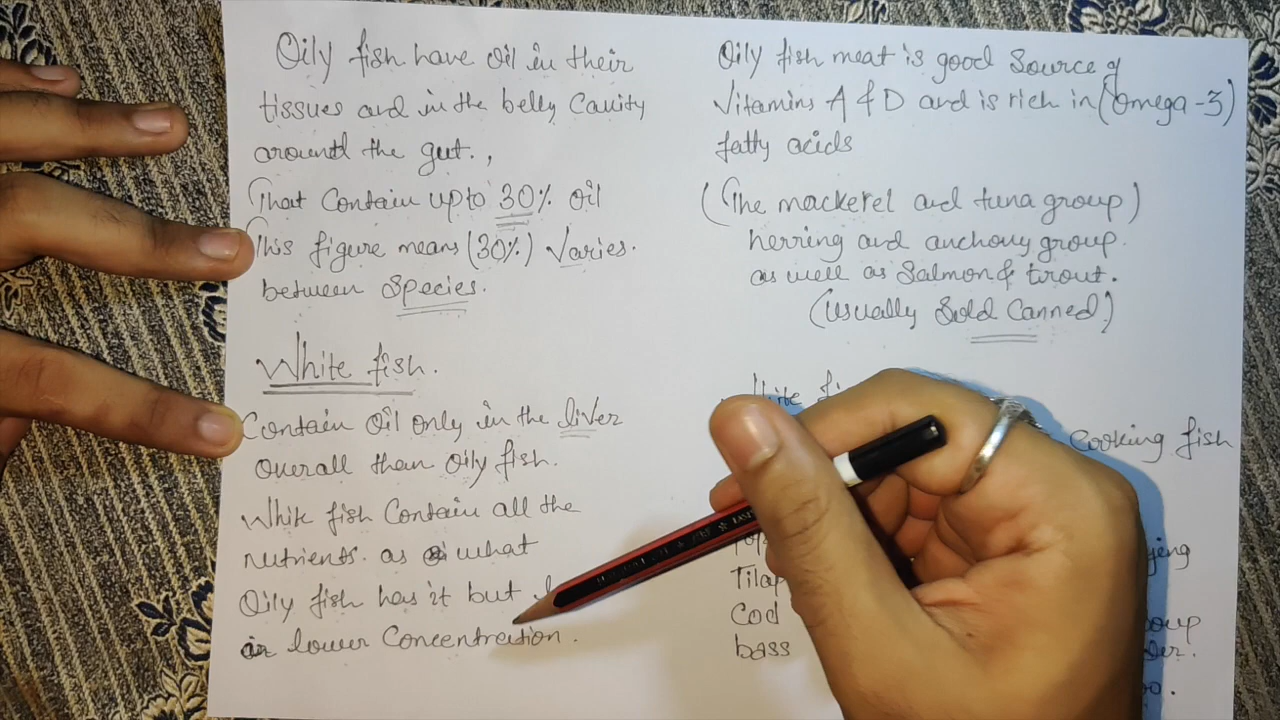 Oily fish have oil in their
tissues and in the belly cavity
around the gut.,
That contain upto 30% oil
This figure means (30%) varies.
between species.
White fish.
Contain oil only in the liver
overall than oily fish.
White fish contain all the
nutrients. as what
Oily fish has it but
in lower concentration.
Oily fish meat is good source of
Vitamins A & D and is rich in (omega-3)
fatty acids
(The mackerel and tuna group)
herring and anchovy group.
as well as salmon & trout.
(usually sold canned)
White
Cooking fish
Cod
bass